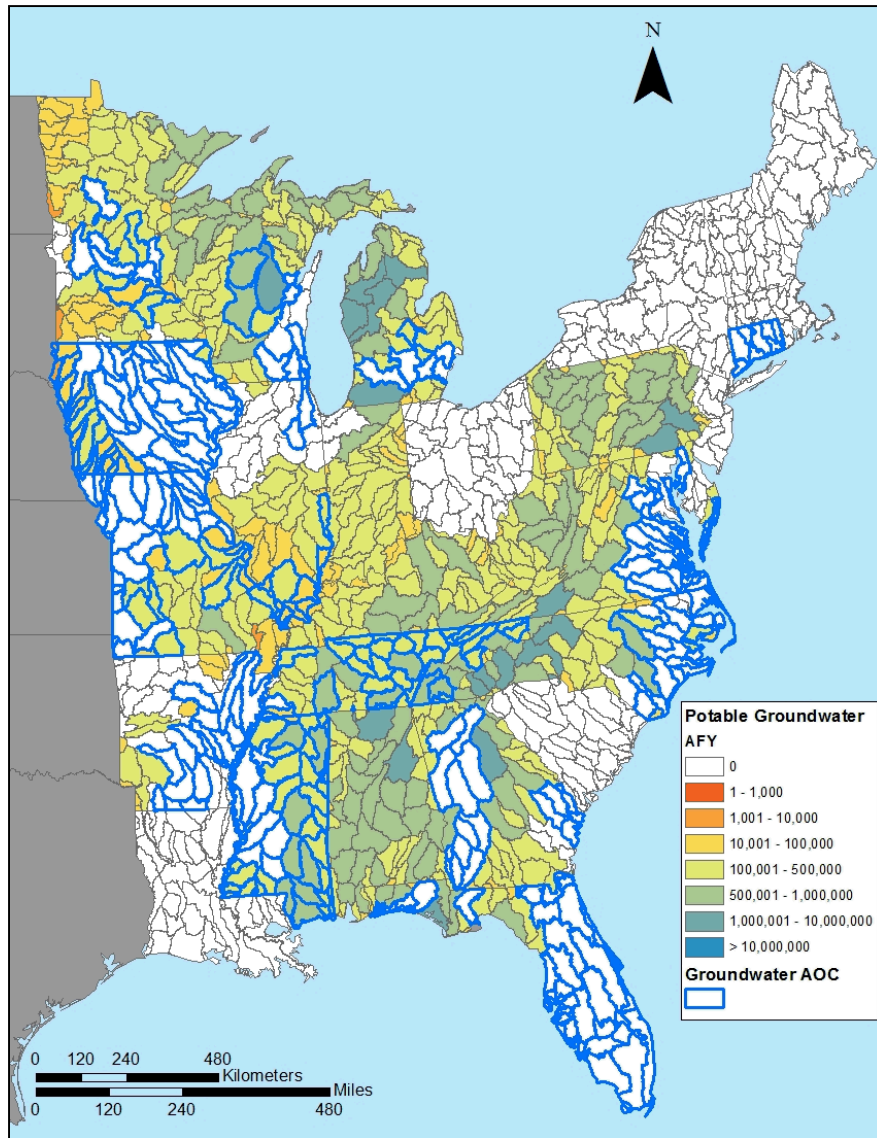 N
Potable Groundwater
AFY
0
1 - 1,000
1,001 - 10,000
10,001 - 100,000
100,001 - 500,000
500,001 - 1,000,000
1,000,001 - 10,000,000
> 10,000,000
Groundwater AOC
0 120 240 480
Kilometers
Miles
0 120 240 480